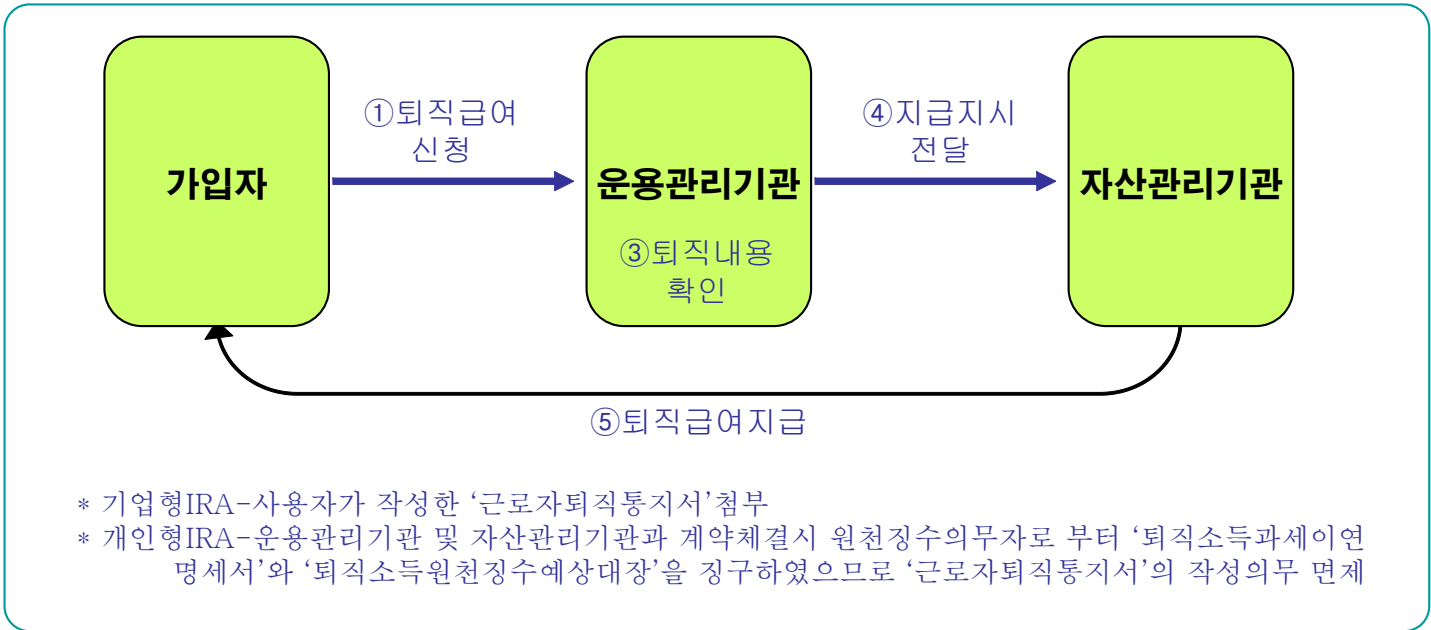 ①퇴직급여
신청
④지급지시
전달
가입자
운용관리기관
자산관리기관
③퇴직내용
확인
⑤퇴직급여지급
* 기업형IRA-사용자가 작성한 ‘근로자퇴직통지서’첨부
* 개인형IRA-운용관리기관 및 자산관리기관과 계약체결시 원천징수의무자로 부터 ‘퇴직소득과세이연
명세서’와 ‘퇴직소득원천징수예상대장’을 징구하였으므로 ‘근로자퇴직통지서’의 작성의무 면제